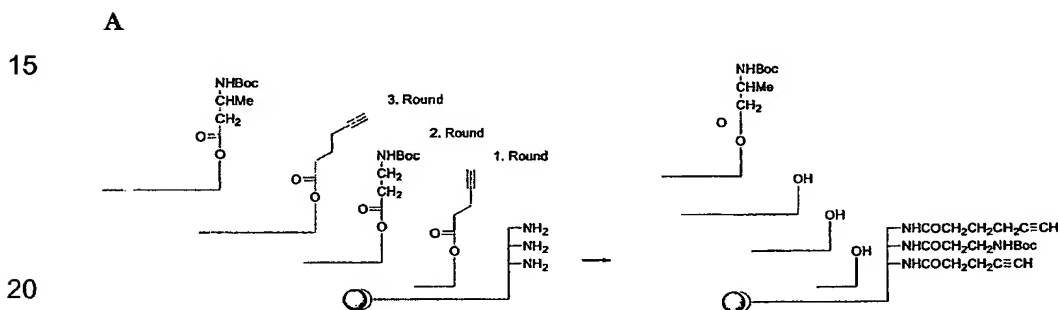 A
15
NHBoc
CHMe
CH2
O
O
3. Round
O
O
2. Round
NHBoc
CH2
CH2
O
O
1. Round
O
O
NH2
NH2
NH2
NHBoc
Me
CH2
O
O
OH
OH
OH
NHCOCH2CH2CH2C≡CH
NHCOCH2CH2NHBoc
NHCOCH2CH2C≡CH
20